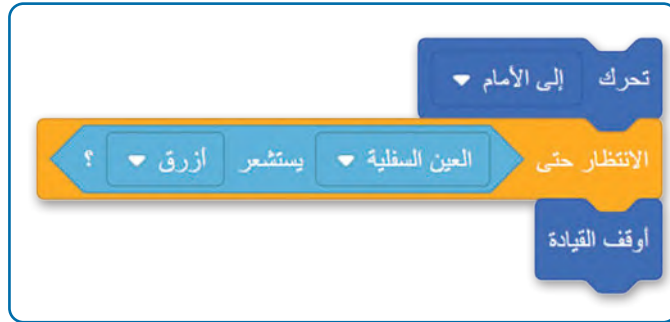 تحرك إلى الأمام
الانتظار حتى العين السفلية يستشعر أزرق ؟
أوقف القيادة